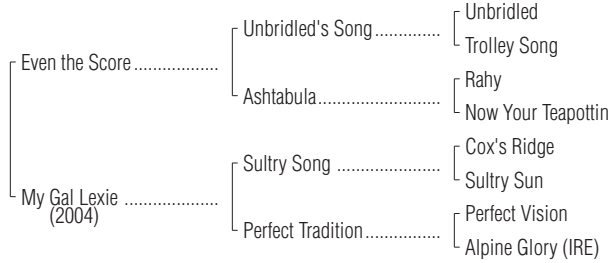 Unbridled
Unbridled's Song ..............
Trolley Song
Even the Score ..................
Rahy
Ashtabula ..........................
Now Your Teapottin
Cox's Ridge
Sultry Song ......................
Sultry Sun
My Gal Lexie ....................
(2004)
Perfect Vision
Perfect Tradition ................
Alpine Glory (IRE)